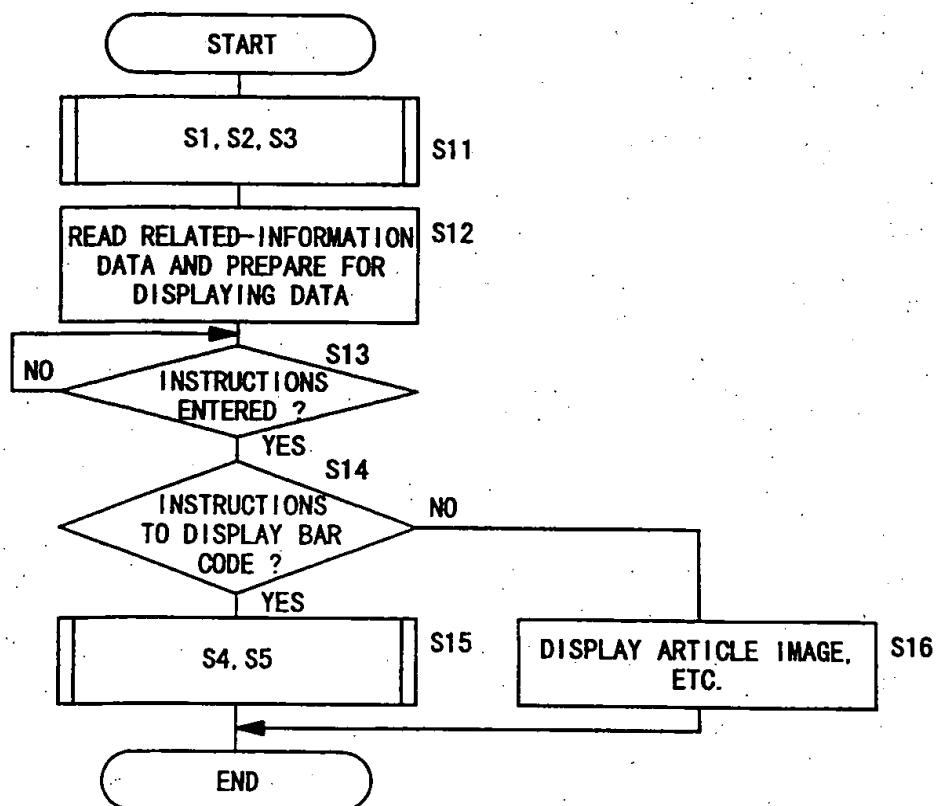 START
S1, S2, S3
S11
READ RELATED-INFORMATION
DATA AND PREPARE FOR
DISPLAYING DATA
S12
S13
NO
INSTRUCTIONS
ENTERED ?
YES
S14
INSTRUCTIONS
TO DISPLAY BAR
CODE ?
NO
YES
S4, S5
S15
DISPLAY ARTICLE IMAGE,
ETC.
S16
END